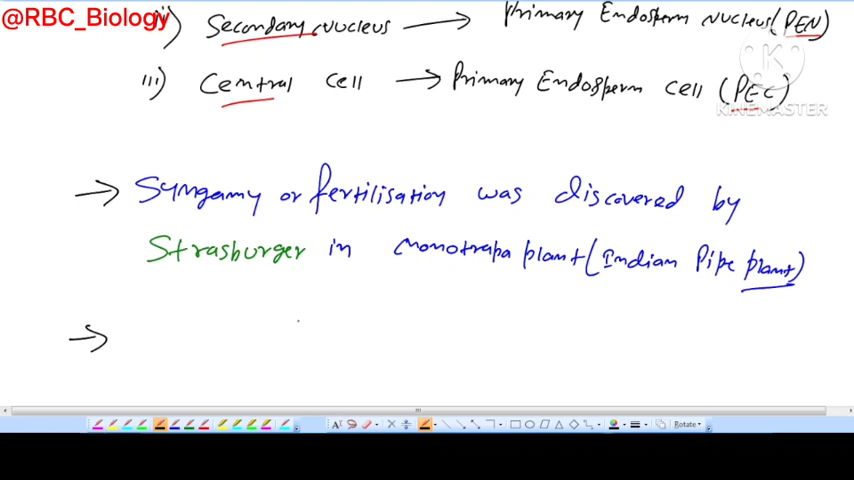 @RBC_Biology
ii) Secondary Nucleus → Primary Endosperm Nucleus (PEN)
iii) Central cell → Primary Endosperm cell (PEC)
KINEMASTER
→ Syngamy or fertilisation was discovered by
Strasburger in Monotrapa plant (Indian Pipe plant)
→
Rotate